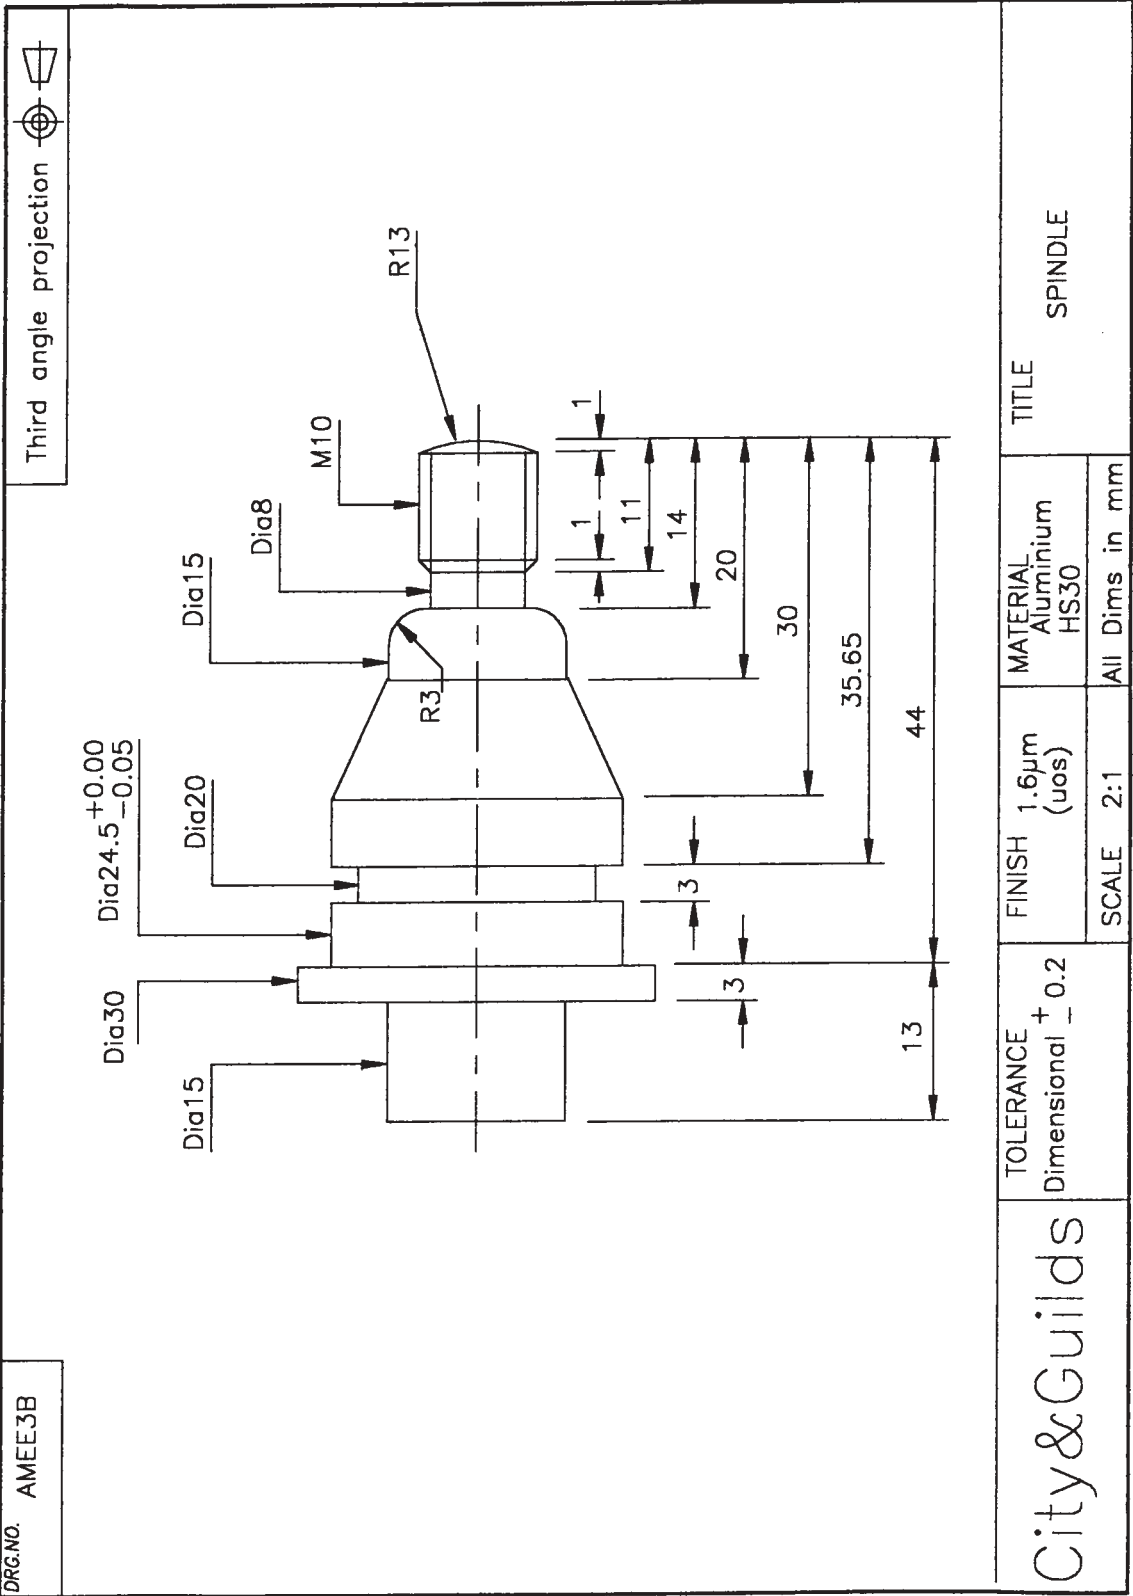 DRG.NO. AMEE3B
Third angle projection
Dia15
Dia30
Dia24.5 +0.00
-0.05
Dia20
Dia15
Dia8
M10
R13
R3
1
1
11
14
20
30
35.65
44
3
3
13
City&Guilds
TOLERANCE
Dimensional + 0.2
-
FINISH 1.6µm
(uos)
SCALE 2:1
MATERIAL
Aluminium
HS30
All Dims in mm
TITLE
SPINDLE